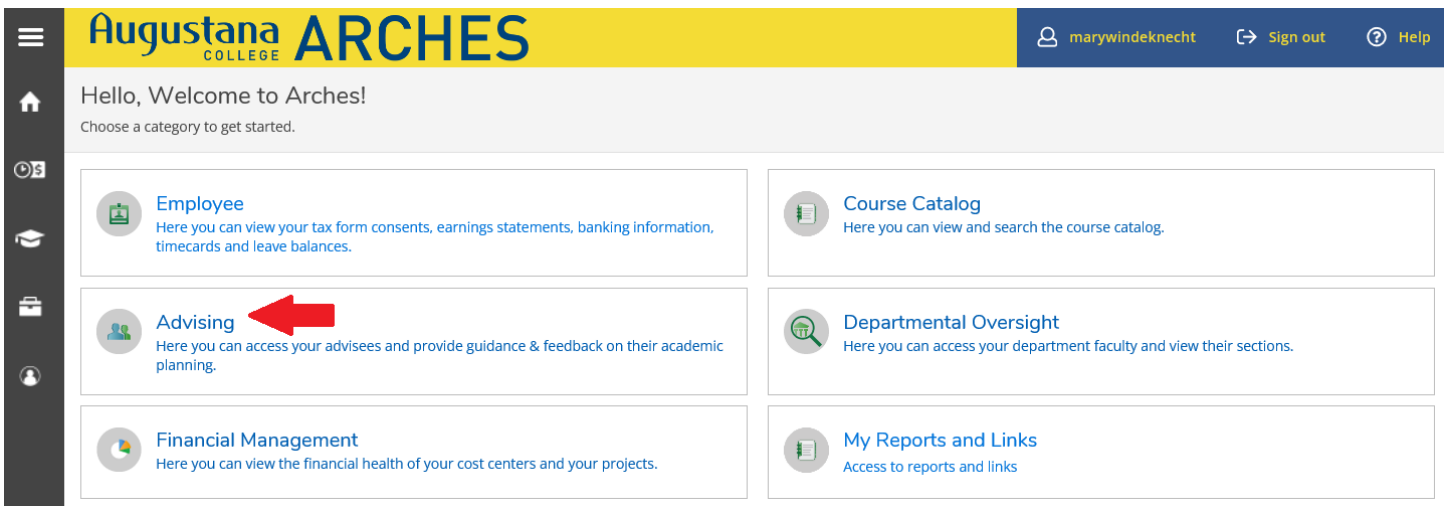 Augustana COLLEGE ARCHES
marywindeknecht
Sign out
Help
Hello, Welcome to Arches!
Choose a category to get started.
Employee
Here you can view your tax form consents, earnings statements, banking information,
timecards and leave balances.
Course Catalog
Here you can view and search the course catalog.
Advising
Here you can access your advisees and provide guidance & feedback on their academic
planning.
Departmental Oversight
Here you can access your department faculty and view their sections.
Financial Management
Here you can view the financial health of your cost centers and your projects.
My Reports and Links
Access to reports and links